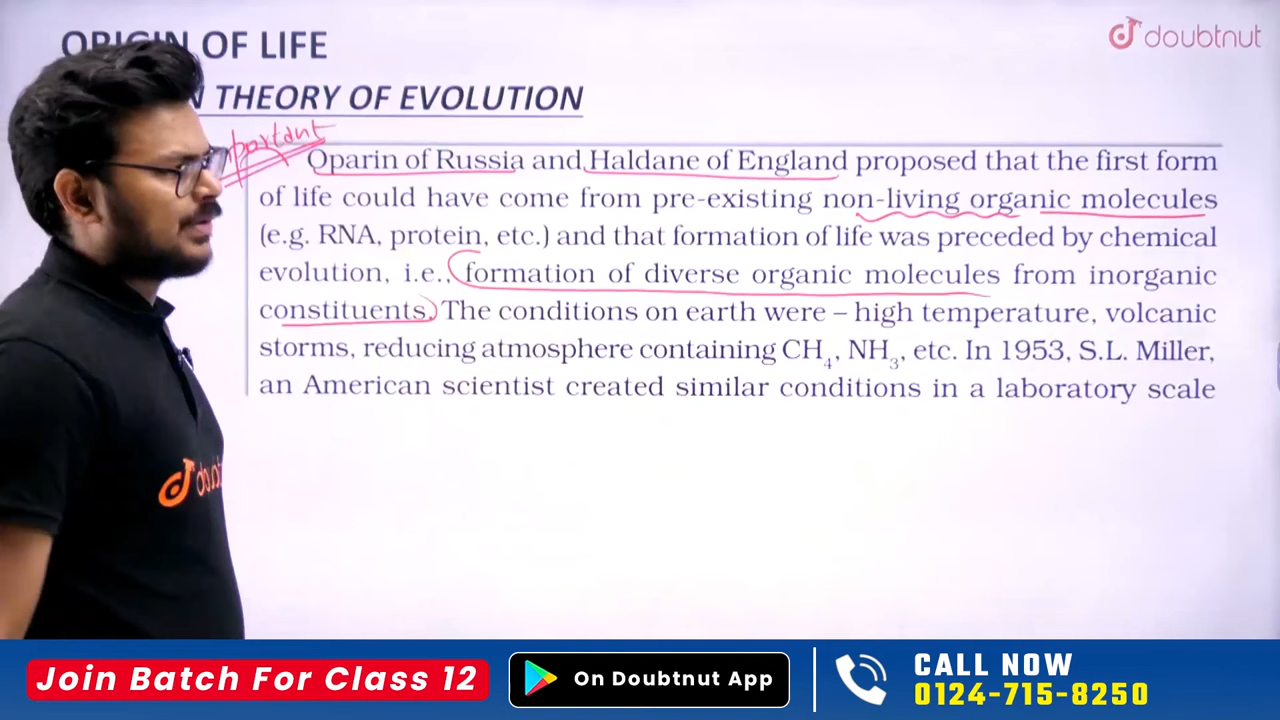 ORIGIN OF LIFE
doubtnut
THEORY OF EVOLUTION
Oparin of Russia and Haldane of England proposed that the first form
of life could have come from pre-existing non-living organic molecules
(e.g. RNA, protein, etc.) and that formation of life was preceded by chemical
evolution, i.e., formation of diverse organic molecules from inorganic
constituents. The conditions on earth were – high temperature, volcanic
storms, reducing atmosphere containing CH₄, NH₃, etc. In 1953, S.L. Miller,
an American scientist created similar conditions in a laboratory scale
Join Batch For Class 12
On Doubtnut App
CALL NOW
0124-715-8250